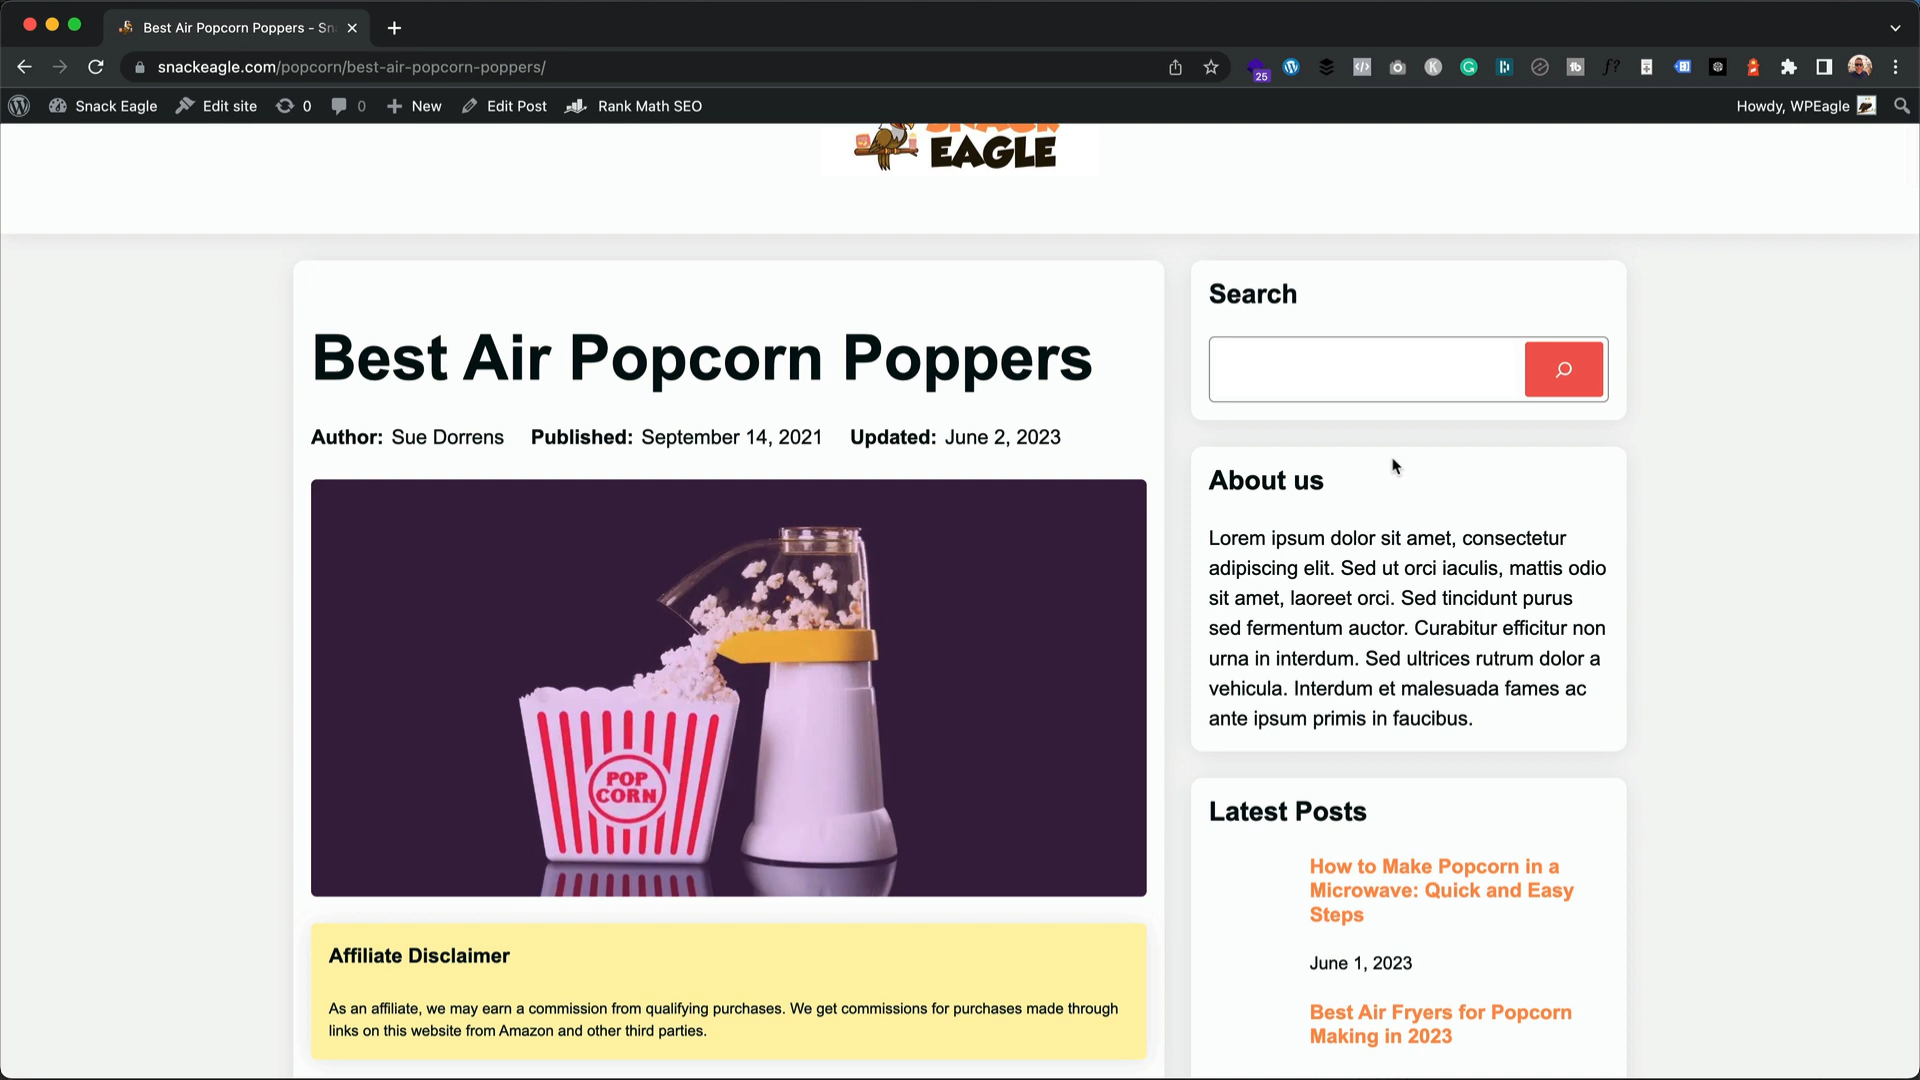 Best Air Popcorn Poppers - Sn
snackeagle.com/popcorn/best-air-popcorn-poppers/
25
Snack Eagle
Edit site
0
0
New
Edit Post
Rank Math SEO
Howdy, WPEagle
SNACK
EAGLE
Best Air Popcorn Poppers
Author: Sue Dorrens Published: September 14, 2021 Updated: June 2, 2023
POP
CORN
Affiliate Disclaimer
As an affiliate, we may earn a commission from qualifying purchases. We get commissions for purchases made through
links on this website from Amazon and other third parties.
Search
About us
Lorem ipsum dolor sit amet, consectetur
adipiscing elit. Sed ut orci iaculis, mattis odio
sit amet, laoreet orci. Sed tincidunt purus
sed fermentum auctor. Curabitur efficitur non
urna in interdum. Sed ultrices rutrum dolor a
vehicula. Interdum et malesuada fames ac
ante ipsum primis in faucibus.
Latest Posts
How to Make Popcorn in a
Microwave: Quick and Easy
Steps
June 1, 2023
Best Air Fryers for Popcorn
Making in 2023